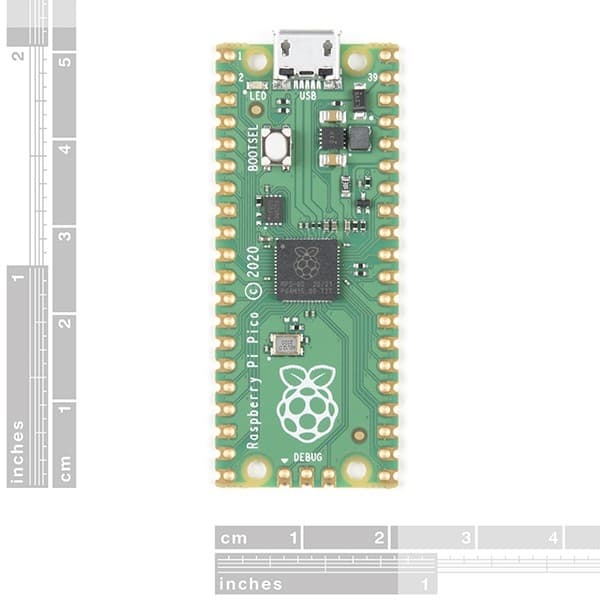 1
2
39
LED
USB
BOOTSEL
Raspberry Pi Pico © 2020
DEBUG
2
1
inches
5
4
3
2
1
cm
cm 1 2 3 4
inches 1